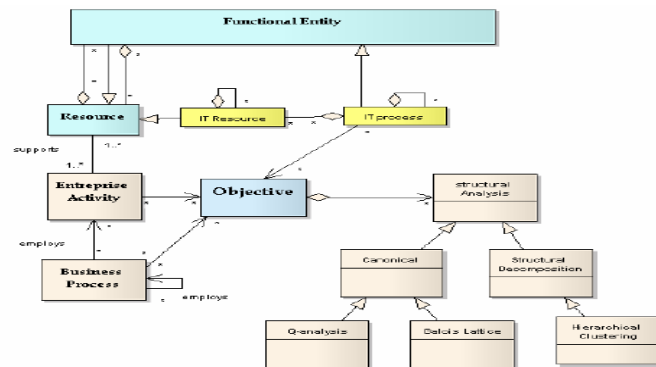 Functional Entity
*
*
*
*
Resource
IT Resource
*
*
*
IT process
*
*
supports
1..*
1..*
*
Entreprise
Activity
*
*
Objective
*
structural
Analysis
employs
*
*
*
*
Business
Process
*
*
employs
Canonical
Structural
Decomposition
Q-analysis
Galois Lattice
Hierarchical
Clustering